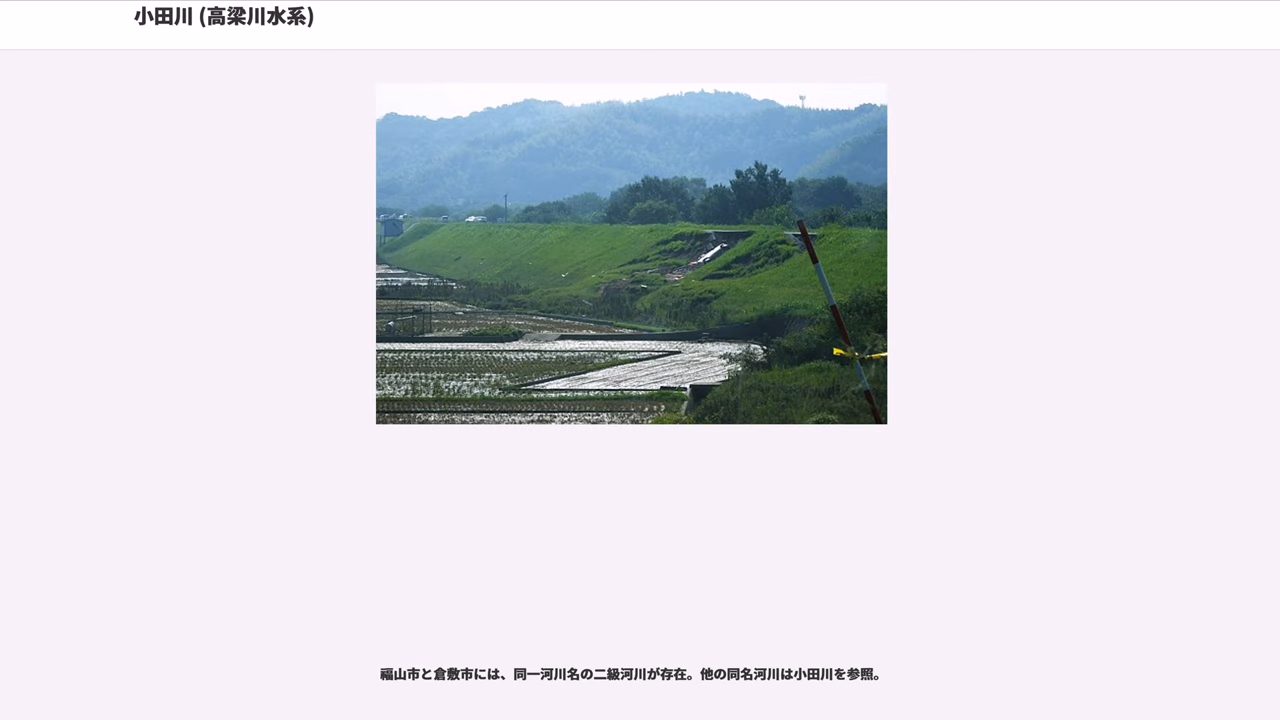 小田川 (高梁川水系)
福山市と倉敷市には、同一河川名の二級河川が存在。他の同名河川は小田川を参照。